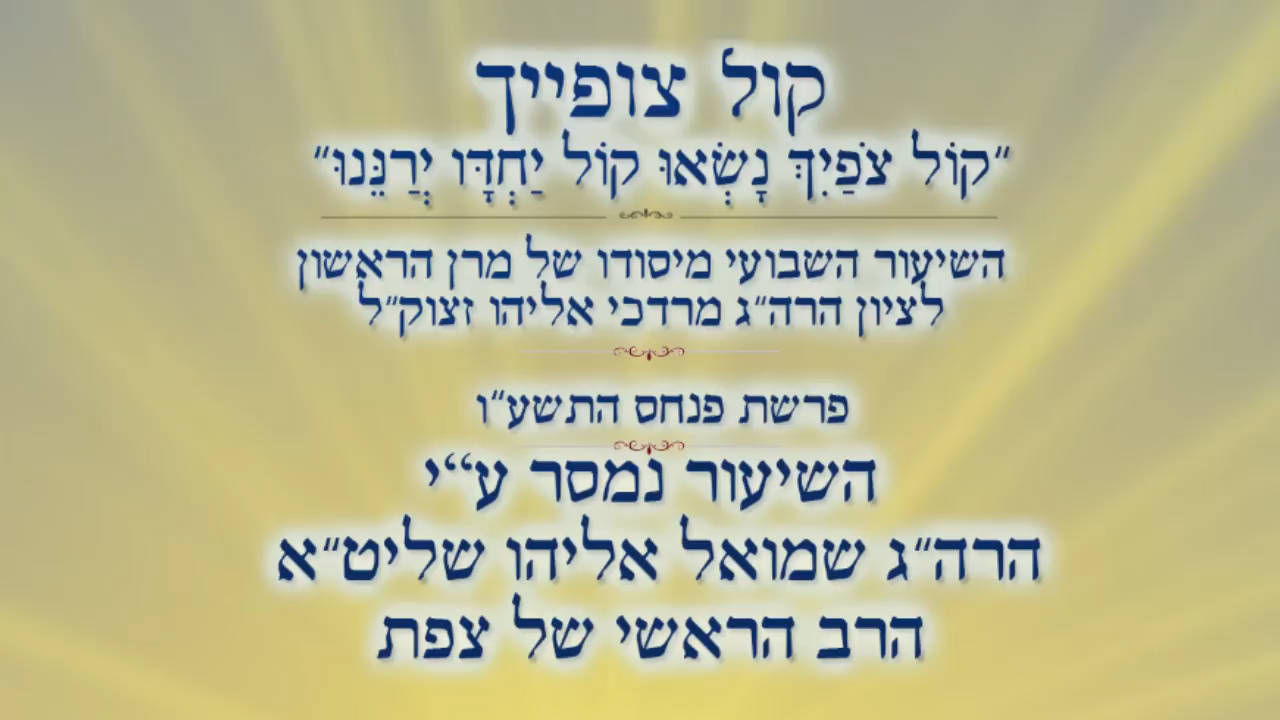 קול צופייך
"קוֹל צֹפַיִךְ נָשְׂאוּ קוֹל יַחְדָּו יְרַנֵּנוּ"
השיעור השבועי מיסודו של מרן הראשון
לציון הרה"ג מרדכי אליהו זצוק"ל
פרשת פנחס התשע"ו
השיעור נמסר ע"י
הרה"ג שמואל אליהו שליט"א
הרב הראשי של צפת